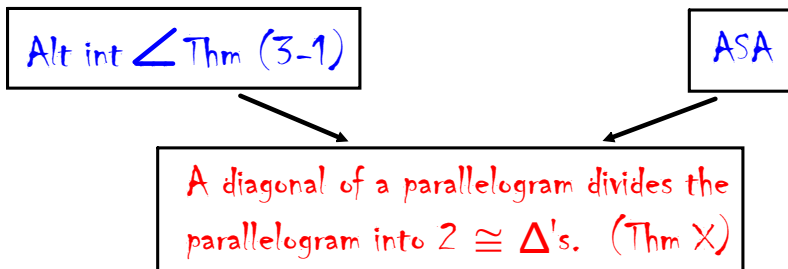 Alt int ∠ Thm (3-1)
ASA
A diagonal of a parallelogram divides the
parallelogram into 2 ≅ Δ's. (Thm X)